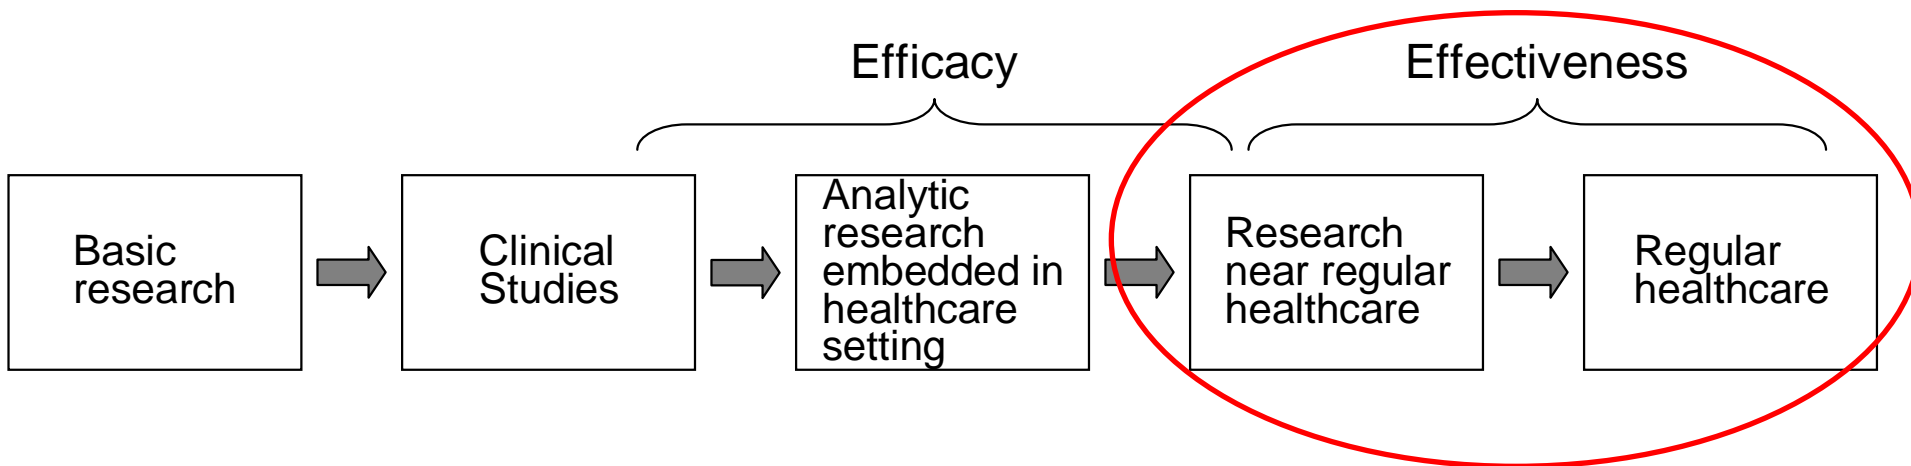 Efficacy
Effectiveness
Basic
research
Clinical
Studies
Analytic
research
embedded in
healthcare
setting
Research
near regular
healthcare
Regular
healthcare